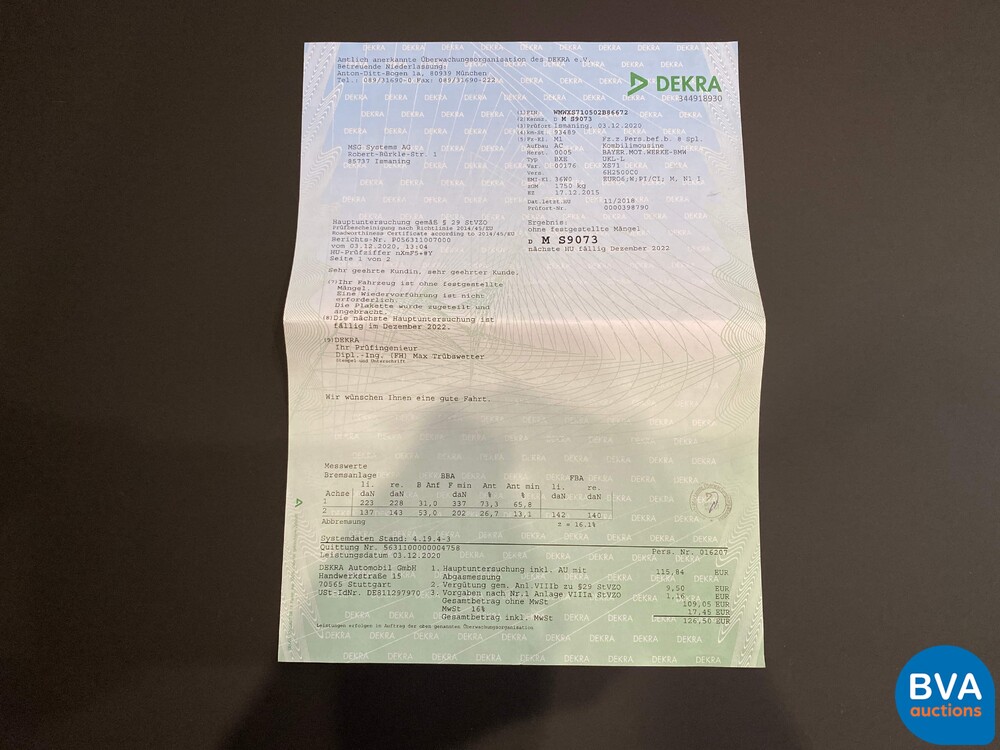 Amtlich anerkannte Überwachungsorganisation des DEKRA e.V.
Betreuende Niederlassung:
Anton-Ditt-Bogen 1a, 80939 München
Tel.: 089/31690-0 Fax: 089/31690-222
DEKRA
344918930
MSG Systems AG
Robert-Bürkle-Str. 1
85737 Ismaning
(1) FIN. WMWXS710502B86672
(2) Kennz. D M S9073
(3) Prüfort Ismaning, 03.12.2020
(4) km-St. 93489
(5) Fz-Kl. M1 Fz.z.Pers.bef.b. 8 Spl.
Aufbau AC Kombilimousine
Herst. 0005 BAYER.MOT.WERKE-BMW
Typ BXE UKL-L
Var. 00176 XS71
Vers. 6H2500C0
EMI-Kl 36W0 EURO6;W;PI/CI; M, N1 I
ZGM 1750 kg
EZ 17.12.2015
Dat.letzt.HU 11/2018
Prüfort-Nr. 0000398790
Hauptuntersuchung gemäß § 29 StVZO
Prüfbescheinigung nach Richtlinie 2014/45/EU
Roadworthiness Certificate according to 2014/45/EU
Berichts-Nr. P056311007000
vom 03.12.2020, 13:04
HU-Prüfziffer nXmF5+#Y
Seite 1 von 2
Ergebnis:
ohne festgestellte Mängel
D M S9073
nächste HU fällig Dezember 2022
Sehr geehrte Kundin, sehr geehrter Kunde,
(7) Ihr Fahrzeug ist ohne festgestellte
Mängel.
Eine Wiedervorführung ist nicht
erforderlich.
Die Plakette wurde zugeteilt und
angebracht.
(8) Die nächste Hauptuntersuchung ist
fällig im Dezember 2022.
(9) DEKRA
Ihr Prüfingenieur
Dipl.-Ing. (FH) Max Trübswetter
Stempel und Unterschrift
Wir wünschen Ihnen eine gute Fahrt.
Messwerte
Bremsanlage BBA FBA
li. re. B Anf F min Ant Ant min li. re.
Achse daN daN daN % % daN daN
1 223 228 31,0 337 73,3 65,8
2 137 143 53,0 202 26,7 13,1 142 140
Abbremsung z = 16.1%
Systemdaten Stand: 4.19.4-3
Quittung Nr. 5631100000004758 Pers. Nr. 016207
Leistungsdatum 03.12.2020
DEKRA Automobil GmbH
Handwerkstraße 15
70565 Stuttgart
USt-IdNr. DE811297970
1. Hauptuntersuchung inkl. AU mit 115,84 EUR
Abgasmessung
2. Vergütung gem. Anl.VIIIb zu §29 StVZO 9,50 EUR
3. Vorgaben nach Nr.1 Anlage VIIIa StVZO 1,16 EUR
Gesamtbetrag ohne MwSt 109,05 EUR
MwSt 16% 17,45 EUR
Gesamtbetrag inkl. MwSt 126,50 EUR
Leistungen erfolgen im Auftrag der oben genannten Überwachungsorganisation
BVA
auctions